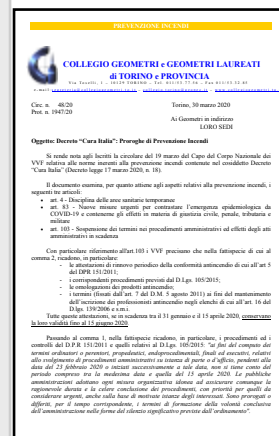 PREVENZIONE INCENDI
COLLEGIO GEOMETRI e GEOMETRI LAUREATI
di TORINO e PROVINCIA
Via Toselli, 1 – 10129 TORINO – Tel. 011/53.77.56 – Fax 011/53.32.85
Circ. n. 48/20 Torino, 30 marzo 2020
Prot. n. 1947/20
Ai Geometri in indirizzo
LORO SEDI
Oggetto: Decreto “Cura Italia”: Proroghe di Prevenzione Incendi
Si rende nota agli Iscritti la circolare del 19 marzo del Capo del Corpo Nazionale dei
VVF relativa alle norme inerenti alla prevenzione incendi contenute nel cosiddetto Decreto
“Cura Italia” (Decreto legge 17 marzo 2020, n. 18).
Il documento esamina, per quanto attiene agli aspetti relativi alla prevenzione incendi, i
seguenti tre articoli:
• art. 4 - Disciplina delle aree sanitarie temporanee
• art. 83 - Nuove misure urgenti per contrastare l'emergenza epidemiologica da
COVID-19 e contenerne gli effetti in materia di giustizia civile, penale, tributaria e
militare
• art. 103 - Sospensione dei termini nei procedimenti amministrativi ed effetti degli atti
amministrativi in scadenza
Con particolare riferimento all'art.103 i VVF precisano che nella fattispecie di cui al
comma 2, ricadono, in particolare:
- le attestazioni di rinnovo periodico della conformità antincendio di cui all'art 5
del DPR 151/2011;
- i corrispondenti procedimenti previsti dal D.Lgs. 105/2015;
- le omologazioni dei prodotti antincendio;
- i termini (fissati dall'art. 7 del D.M. 5 agosto 2011) ai fini del mantenimento
dell'iscrizione dei professionisti antincendio negli elenchi di cui all'art. 16 del
D.lgs. 139/2006 e s.m.i.
Tutte queste attestazioni, se in scadenza tra il 31 gennaio e il 15 aprile 2020, conservano
la loro validità fino al 15 giugno 2020.
Passando al comma 1, nella fattispecie ricadono, in particolare, i procedimenti ed i
controlli del D.P.R 151/2011 e quelli relativi al D.Lgs. 105/2015: “ai fini del computo dei
termini ordinatori o perentori, propedeutici, endoprocedimentali, finali ed esecutivi, relativi
allo svolgimento di procedimenti amministrativi su istanza di parte o d'ufficio, pendenti alla
data del 23 febbraio 2020 o iniziati successivamente a tale data, non si tiene conto del
periodo compreso tra la medesima data e quella del 15 aprile 2020. Le pubbliche
amministrazioni adottano ogni misura organizzativa idonea ad assicurare comunque la
ragionevole durata e la celere conclusione dei procedimenti, con priorità per quelli da
considerare urgenti, anche sulla base di motivate istanze degli interessati. Sono prorogati o
differiti, per il tempo corrispondente, i termini di formazione della volontà conclusiva
dell'amministrazione nelle forme del silenzio significativo previste dall'ordinamento”.